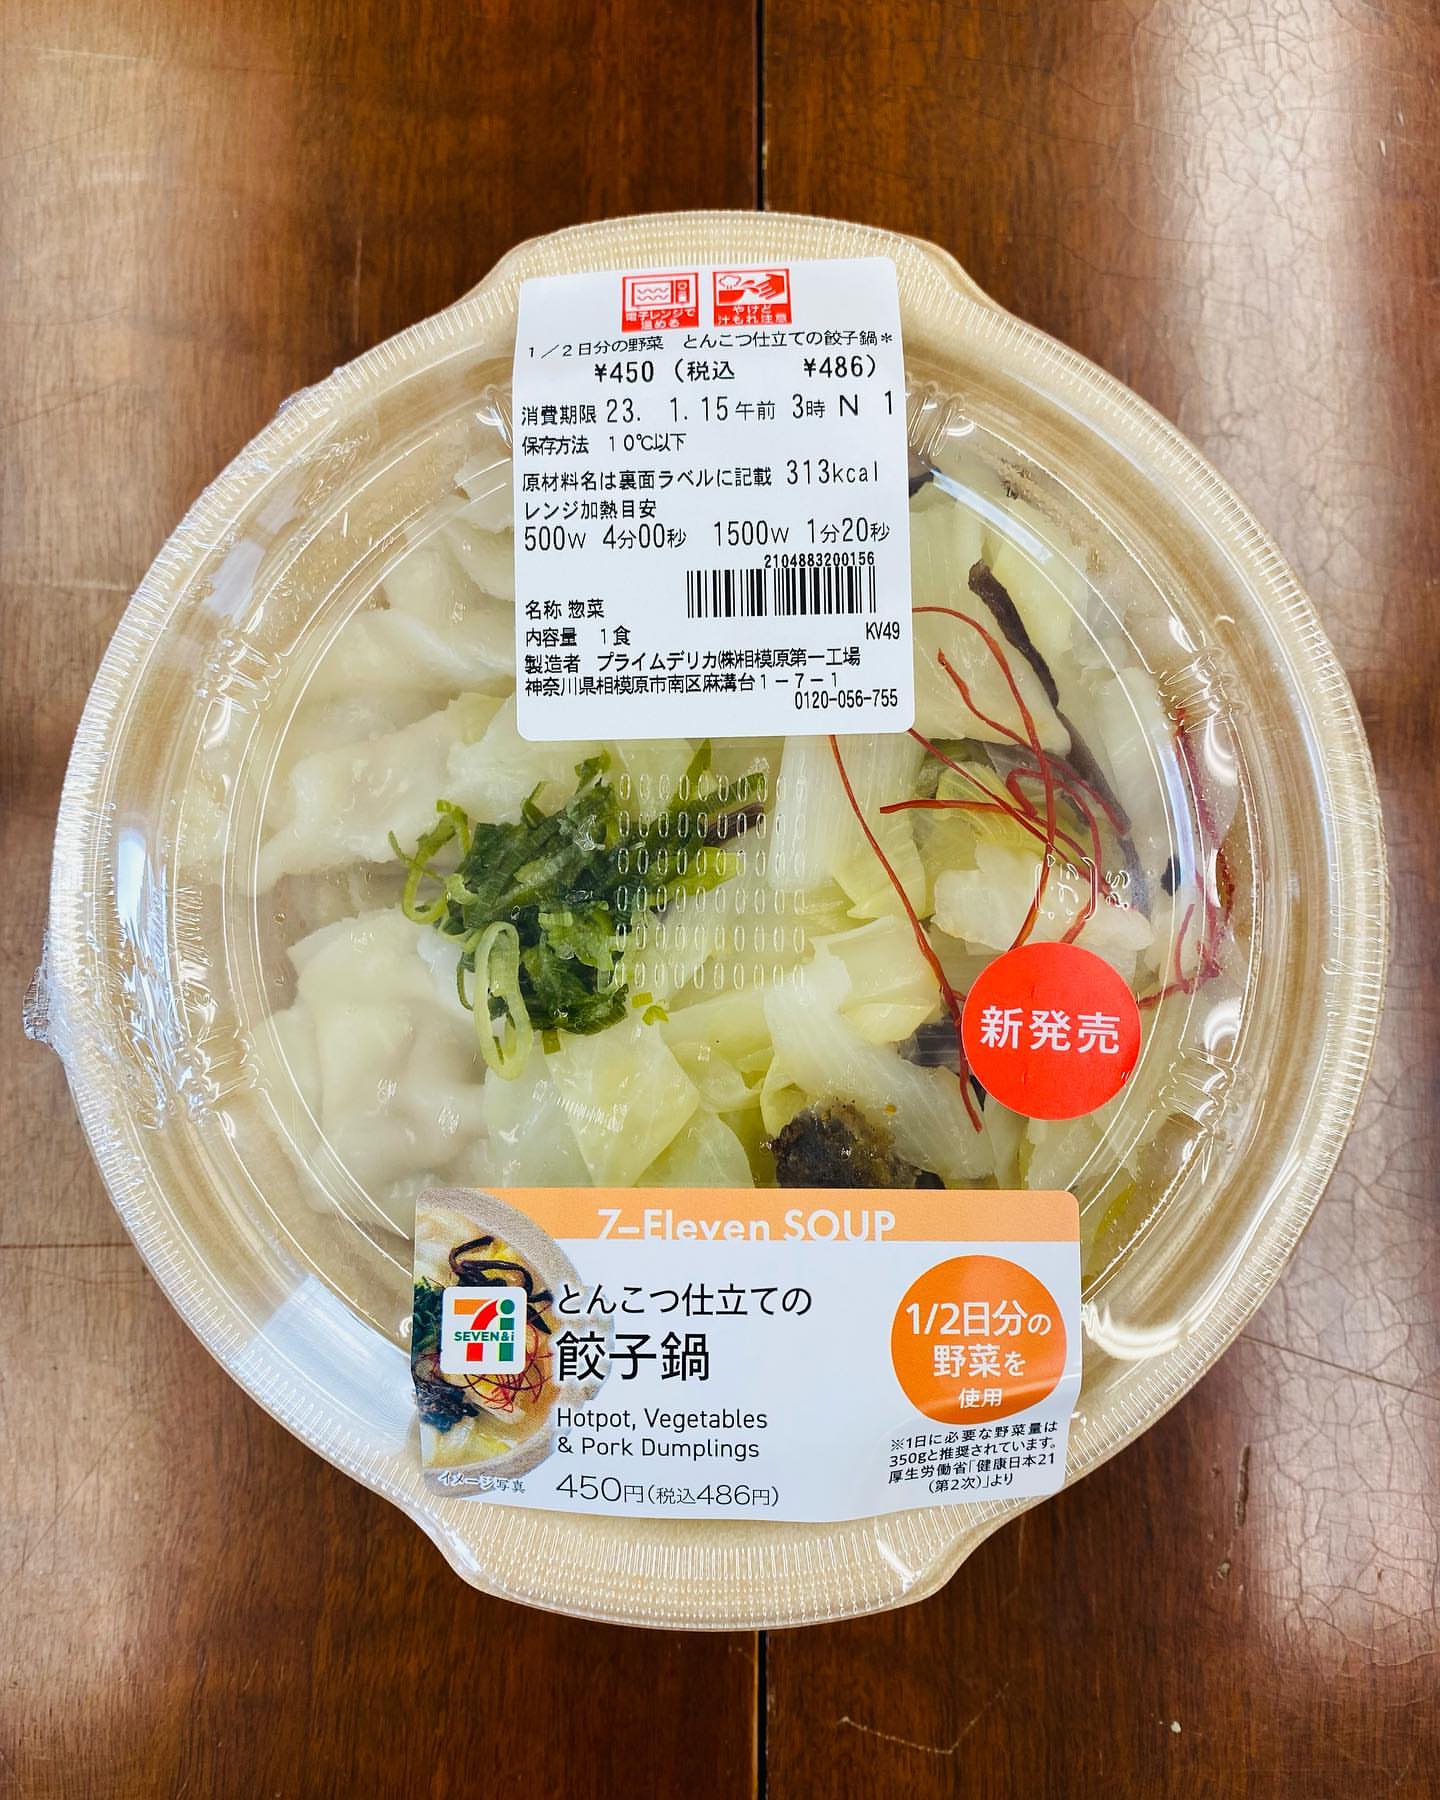 電子レンジで
温める
やけど
汁もれ注意
1／2日分の野菜 とんこつ仕立ての餃子鍋＊
¥450（税込 ¥486）
消費期限 23. 1. 15午前 3時 N 1
保存方法 10℃以下
原材料名は裏面ラベルに記載 313kcal
レンジ加熱目安
500W 4分00秒 1500W 1分20秒
2104883200156
名称 惣菜
内容量 1食 KV49
製造者 プライムデリカ㈱相模原第一工場
神奈川県相模原市南区麻溝台1－7－1
0120-056-755
プラ
PS
新発売
7-Eleven SOUP
SEVEN&i
とんこつ仕立ての
餃子鍋
Hotpot, Vegetables
& Pork Dumplings
450円(税込486円)
イメージ写真
1/2日分の
野菜を
使用
※1日に必要な野菜量は
350gと推奨されています。
厚生労働省「健康日本21
(第2次)」より